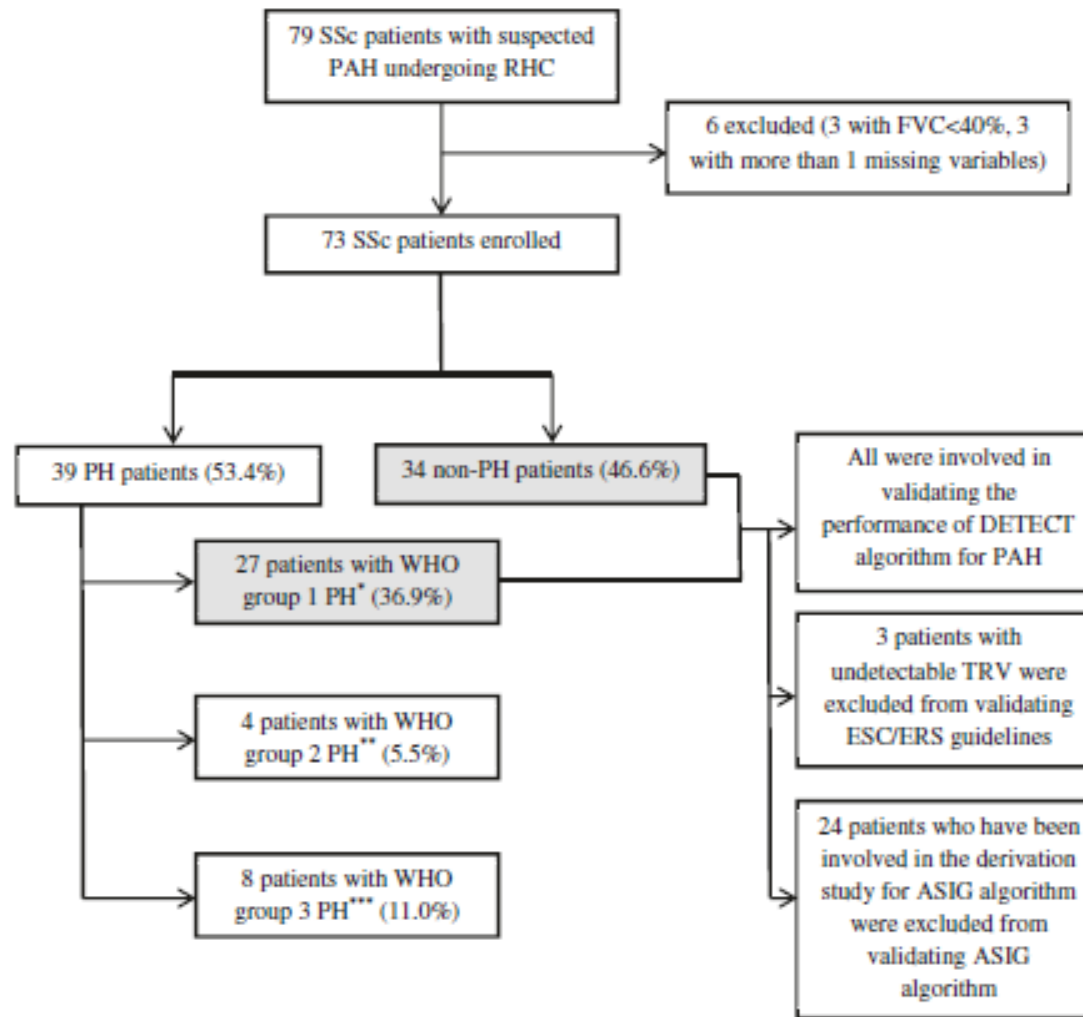 79 SSc patients with suspected
PAH undergoing RHC
6 excluded (3 with FVC<40%, 3
with more than 1 missing variables)
73 SSc patients enrolled
39 PH patients (53.4%)
34 non-PH patients (46.6%)
All were involved in
validating the
performance of DETECT
algorithm for PAH
27 patients with WHO
group 1 PH* (36.9%)
3 patients with
undetectable TRV were
excluded from validating
ESC/ERS guidelines
4 patients with WHO
group 2 PH** (5.5%)
24 patients who have been
involved in the derivation
study for ASIG algorithm
were excluded from
validating ASIG
algorithm
8 patients with WHO
group 3 PH*** (11.0%)